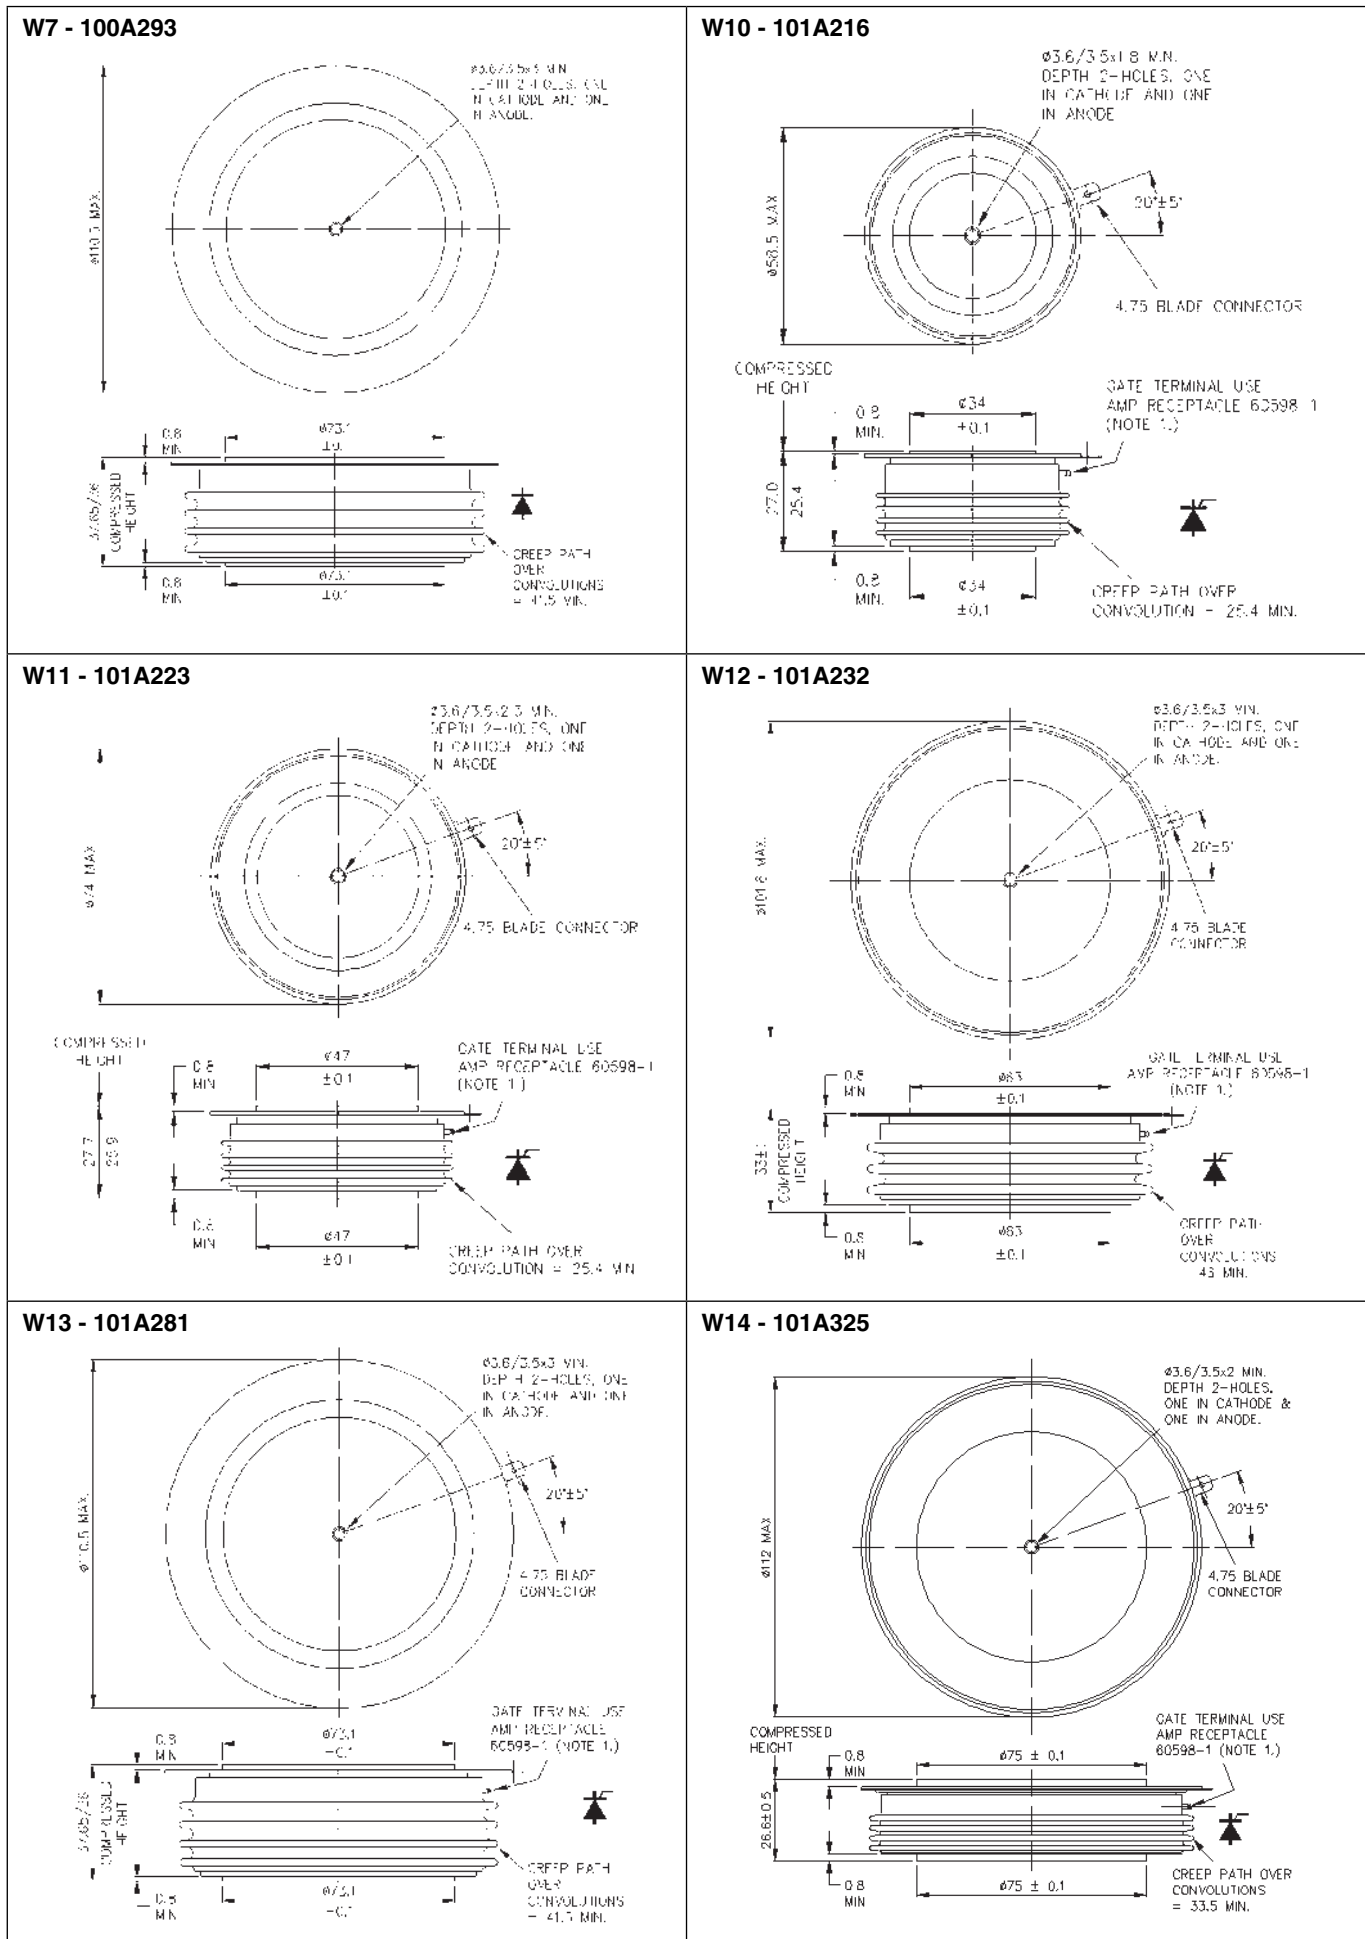 W7 - 100A293
ø3.6/3.5x3 MIN.
DEPTH 2-HOLES, ONE
IN CATHODE AND ONE
IN ANODE.
MAX.
0.8
MIN
ø73.1
±0.1
COMPRESSED
HEIGHT
0.8
MIN
ø73.1
±0.1
CREEP PATH
OVER
CONVOLUTIONS
= 41.5 MIN.
W10 - 101A216
ø3.6/3.5x1.8 MIN.
DEPTH 2-HOLES, ONE
IN CATHODE AND ONE
IN ANODE
ø58.5 MAX
20°±5°
4.75 BLADE CONNECTOR
COMPRESSED
HEIGHT
0.8
MIN.
ø34
±0.1
GATE TERMINAL USE
AMP RECEPTACLE 60598-1
(NOTE 1.)
27.0
25.4
0.8
MIN.
ø34
±0.1
CREEP PATH OVER
CONVOLUTION = 25.4 MIN.
W11 - 101A223
DEPTH 2-HOLES, ONE
IN CATHODE AND ONE
IN ANODE
ø74 MAX
20°±5°
4.75 BLADE CONNECTOR
COMPRESSED
HEIGHT
0.8
MIN
ø47
±0.1
GATE TERMINAL USE
AMP RECEPTACLE 60598-1
(NOTE 1.)
27.7
0.8
MIN
ø47
±0.1
CREEP PATH OVER
CONVOLUTION = 25.4 MIN
W12 - 101A232
ø3.6/3.5x3 MIN.
DEPTH 2-HOLES, ONE
IN CATHODE AND ONE
IN ANODE.
ø101.6 MAX.
20°±5°
4.75 BLADE
CONNECTOR
0.8
MIN
ø63
±0.1
GATE TERMINAL USE
AMP RECEPTACLE 60598-1
(NOTE 1.)
33±1
COMPRESSED
HEIGHT
0.8
MIN
ø63
±0.1
CREEP PATH
OVER
CONVOLUTIONS
MIN.
W13 - 101A281
ø3.6/3.5x3 MIN.
DEPTH 2-HOLES, ONE
IN CATHODE AND ONE
IN ANODE.
ø110.5 MAX.
20°±5°
4.75 BLADE
CONNECTOR
0.8
MIN
ø73.1
GATE TERMINAL USE
AMP RECEPTACLE
60598-1 (NOTE 1.)
COMPRESSED
HEIGHT
0.8
MIN
ø73.1
CREEP PATH
OVER
CONVOLUTIONS
= 41.5 MIN.
W14 - 101A325
ø3.6/3.5x2 MIN.
DEPTH 2-HOLES.
ONE IN CATHODE &
ONE IN ANODE.
ø112 MAX
20°±5°
4.75 BLADE
CONNECTOR
COMPRESSED
HEIGHT
0.8
MIN
ø75 ± 0.1
GATE TERMINAL USE
AMP RECEPTACLE
60598-1 (NOTE 1.)
26.6±0.5
0.8
MIN
ø75 ± 0.1
CREEP PATH OVER
CONVOLUTIONS
= 33.5 MIN.